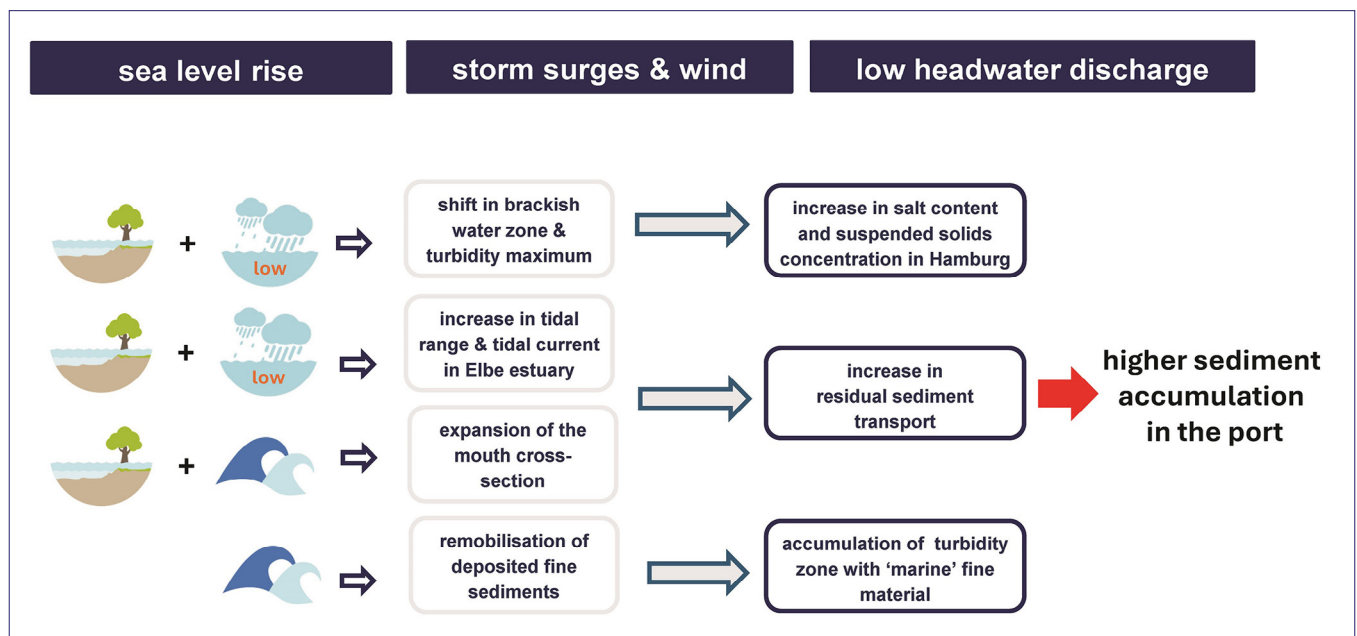 sea level rise
storm surges & wind
low headwater discharge
+
low
shift in brackish
water zone &
turbidity maximum
increase in salt content
and suspended solids
concentration in Hamburg
+
low
increase in tidal
range & tidal current
in Elbe estuary
+
expansion of the
mouth cross-
section
increase in
residual sediment
transport
higher sediment
accumulation
in the port
remobilisation of
deposited fine
sediments
accumulation of turbidity
zone with ‘marine’ fine
material